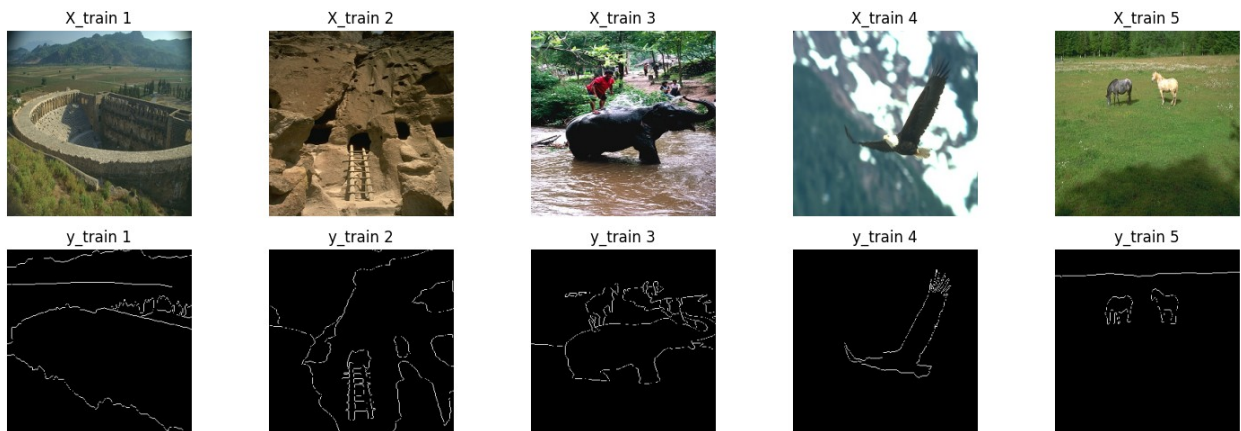 X_train 1
X_train 2
X_train 3
X_train 4
X_train 5
y_train 1
y_train 2
y_train 3
y_train 4
y_train 5